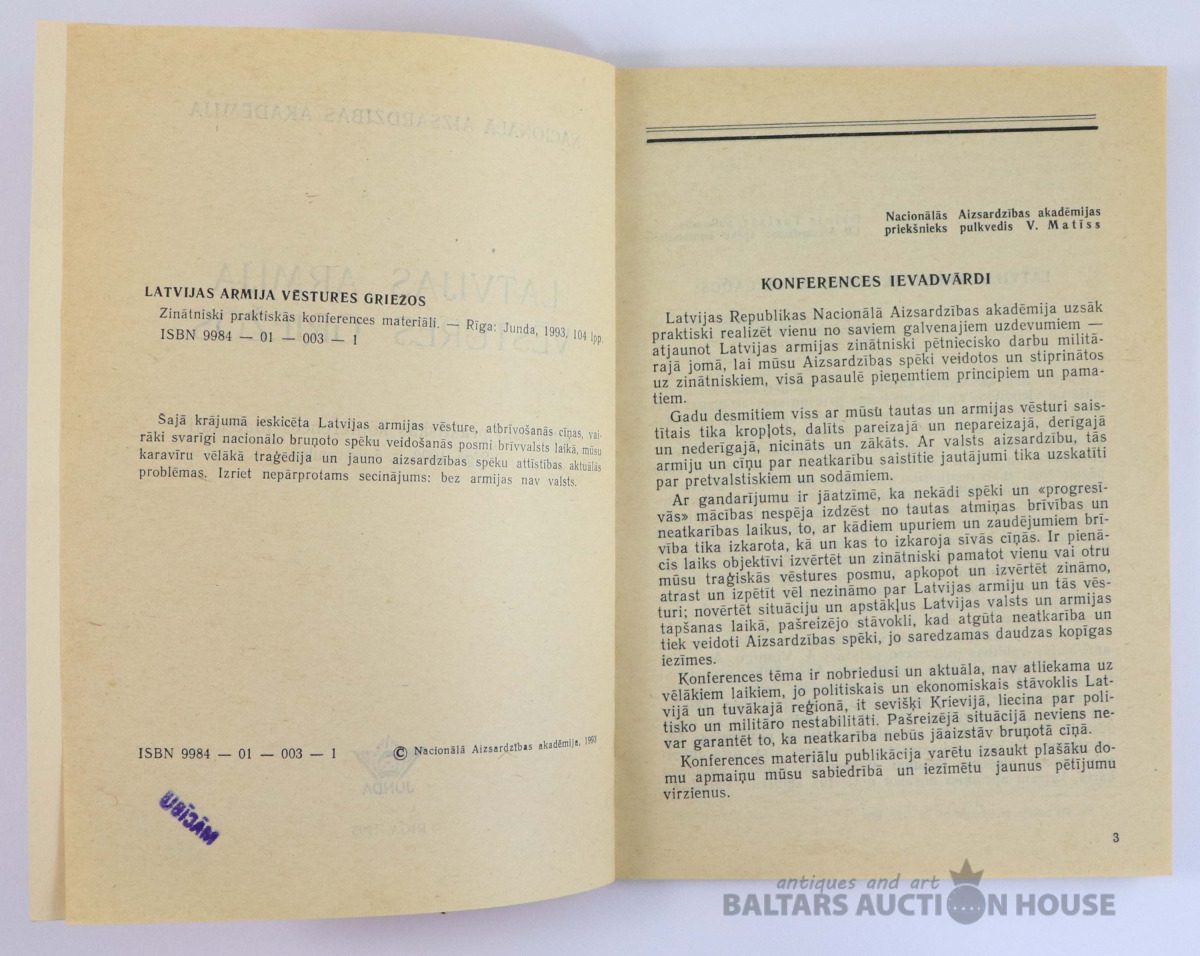 LATVIJAS ARMIJA VĒSTURES GRIEŽOS
Zinātniski praktiskās konferences materiāli. — Rīga: Junda, 1993, 104 lpp.
ISBN 9984 — 01 — 003 — 1
Šajā krājumā ieskicēta Latvijas armijas vēsture, atbrīvošanās cīņas, vai-
rāki svarīgi nacionālo bruņoto spēku veidošanās posmi brīvvalsts laikā, mūsu
karavīru vēlākā traģēdija un jauno aizsardzības spēku attīstības aktuālās
problēmas. Izriet nepārprotams secinājums: bez armijas nav valsts.
ISBN 9984 — 01 — 003 — 1
© Nacionālā Aizsardzības akadēmija, 1993
MĀCĪBU
JUNDA
NACIONĀLĀ AIZSARDZĪBAS AKADĒMIJA
LATVIJAS ARMIJA
VĒSTURES
Nacionālās Aizsardzības akadēmijas
priekšnieks pulkvedis V. Matīss
KONFERENCES IEVADVĀRDI
Latvijas Republikas Nacionālā Aizsardzības akadēmija uzsāk
praktiski realizēt vienu no saviem galvenajiem uzdevumiem —
atjaunot Latvijas armijas zinātniski pētniecisko darbu militā-
rajā jomā, lai mūsu Aizsardzības spēki veidotos un stiprinātos
uz zinātniskiem, visā pasaulē pieņemtiem principiem un pama-
tiem.
Gadu desmitiem viss ar mūsu tautas un armijas vēsturi sais-
tītais tika kropļots, dalīts pareizajā un nepareizajā, derīgajā
un nederīgajā, nicināts un zākāts. Ar valsts aizsardzību, tās
armiju un cīņu par neatkarību saistītie jautājumi tika uzskatīti
par pretvalstiskiem un sodāmiem.
Ar gandarījumu ir jāatzīmē, ka nekādi spēki un «progresī-
vās» mācības nespēja izdzēst no tautas atmiņas brīvības un
neatkarības laikus, to, ar kādiem upuriem un zaudējumiem brī-
vība tika izkarota, kā un kas to izkaroja sīvās cīņās. Ir pienā-
cis laiks objektīvi izvērtēt un zinātniski pamatot vienu vai otru
mūsu traģiskās vēstures posmu, apkopot un izvērtēt zināmo,
atrast un izpētīt vēl nezināmo par Latvijas armiju un tās vēs-
turi; novērtēt situāciju un apstākļus Latvijas valsts un armijas
tapšanas laikā, pašreizējo stāvokli, kad atgūta neatkarība un
tiek veidoti Aizsardzības spēki, jo saredzamas daudzas kopīgas
iezīmes.
Konferences tēma ir nobriedusi un aktuāla, nav atliekama uz
vēlākiem laikiem, jo politiskais un ekonomiskais stāvoklis Lat-
vijā un tuvākajā reģionā, it sevišķi Krievijā, liecina par poli-
tisko un militāro nestabilitāti. Pašreizējā situācijā neviens ne-
var garantēt to, ka neatkarība nebūs jāaizstāv bruņotā cīņā.
Konferences materiālu publikācija varētu izsaukt plašāku do-
mu apmaiņu mūsu sabiedrībā un iezīmētu jaunus pētījumu
virzienus.
3
antiques and art
BALTARS AUCTION HOUSE